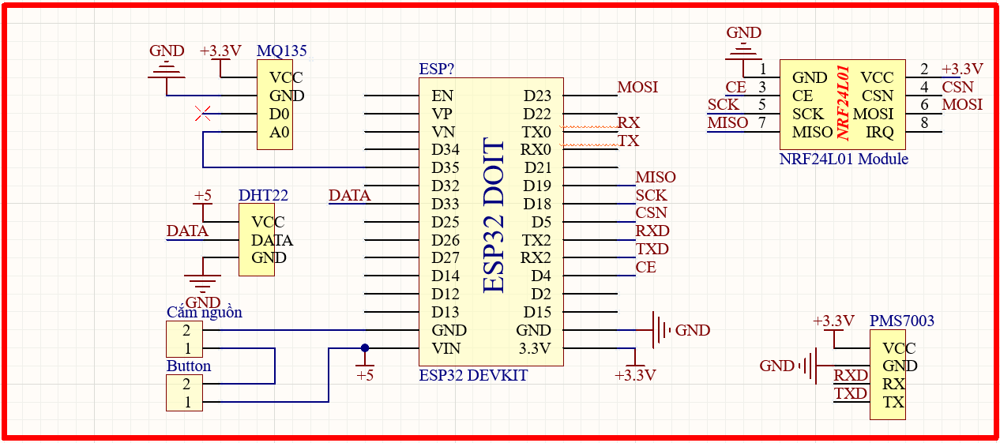 GND
+3.3V
MQ135
VCC
GND
D0
A0
+5
DHT22
DATA
VCC
DATA
GND
GND
Cắm nguồn
2
1
Button
2
1
ESP?
EN
VP
VN
D34
D35
D32
D33
D25
D26
D27
D14
D12
D13
GND
VIN
DATA
+5
ESP32 DOIT
D23
D22
TX0
RX0
D21
D19
D18
D5
TX2
RX2
D4
D2
D15
GND
3.3V
ESP32 DEVKIT
MOSI
RX
TX
MISO
SCK
CSN
RXD
TXD
CE
GND
+3.3V
GND
CE
SCK
MISO
1
3
5
7
GND
CE
SCK
MISO
NRF24L01
VCC
CSN
MOSI
IRQ
2
4
6
8
+3.3V
CSN
MOSI
NRF24L01 Module
+3.3V
PMS7003
GND
RXD
TXD
VCC
GND
RX
TX